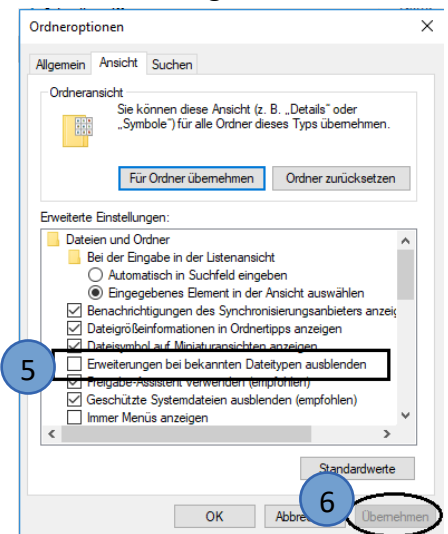 Ordneroptionen
Allgemein Ansicht Suchen
Ordneransicht
Sie können diese Ansicht (z. B. „Details" oder
„Symbole") für alle Ordner dieses Typs übernehmen.
Für Ordner übernehmen Ordner zurücksetzen
Erweiterte Einstellungen:
Dateien und Ordner
Bei der Eingabe in der Listenansicht
Automatisch in Suchfeld eingeben
Eingegebenes Element in der Ansicht auswählen
Benachrichtigungen des Synchronisierungsanbieters anzeig
Dateigrößeinformationen in Ordnertipps anzeigen
Dateisymbol auf Miniaturansichten anzeigen
5 Erweiterungen bei bekannten Dateitypen ausblenden
Freigabe-Assistent verwenden (empfohlen)
Geschützte Systemdateien ausblenden (empfohlen)
Immer Menüs anzeigen
Standardwerte
6
OK Abbre Übernehmen